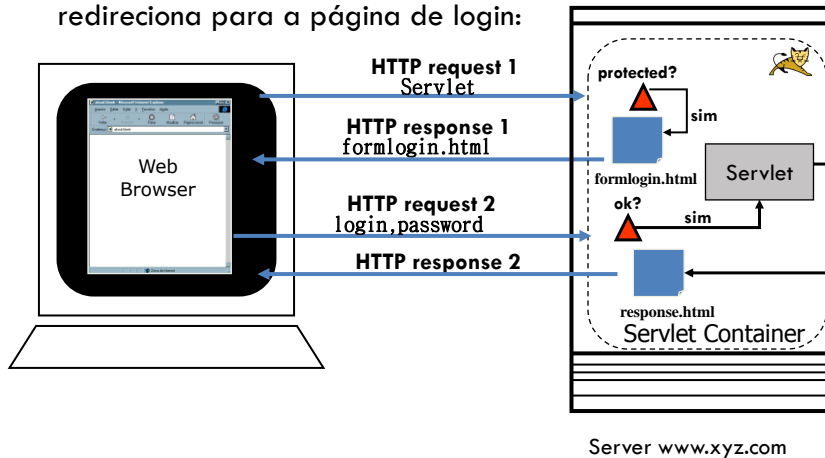 redireciona para a página de login:
HTTP request 1
Servlet
HTTP response 1
formlogin.html
HTTP request 2
login,password
HTTP response 2
Web
Browser
protected?
sim
formlogin.html
Servlet
ok?
sim
response.html
Servlet Container
Server www.xyz.com